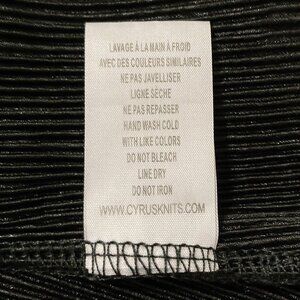 LAVAGE À LA MAIN À FROID
AVEC DES COULEURS SIMILAIRES
NE PAS JAVELLISER
LIGNE SÈCHE
NE PAS REPASSER
HAND WASH COLD
WITH LIKE COLORS
DO NOT BLEACH
LINE DRY
DO NOT IRON
WWW.CYRUSKNITS.COM